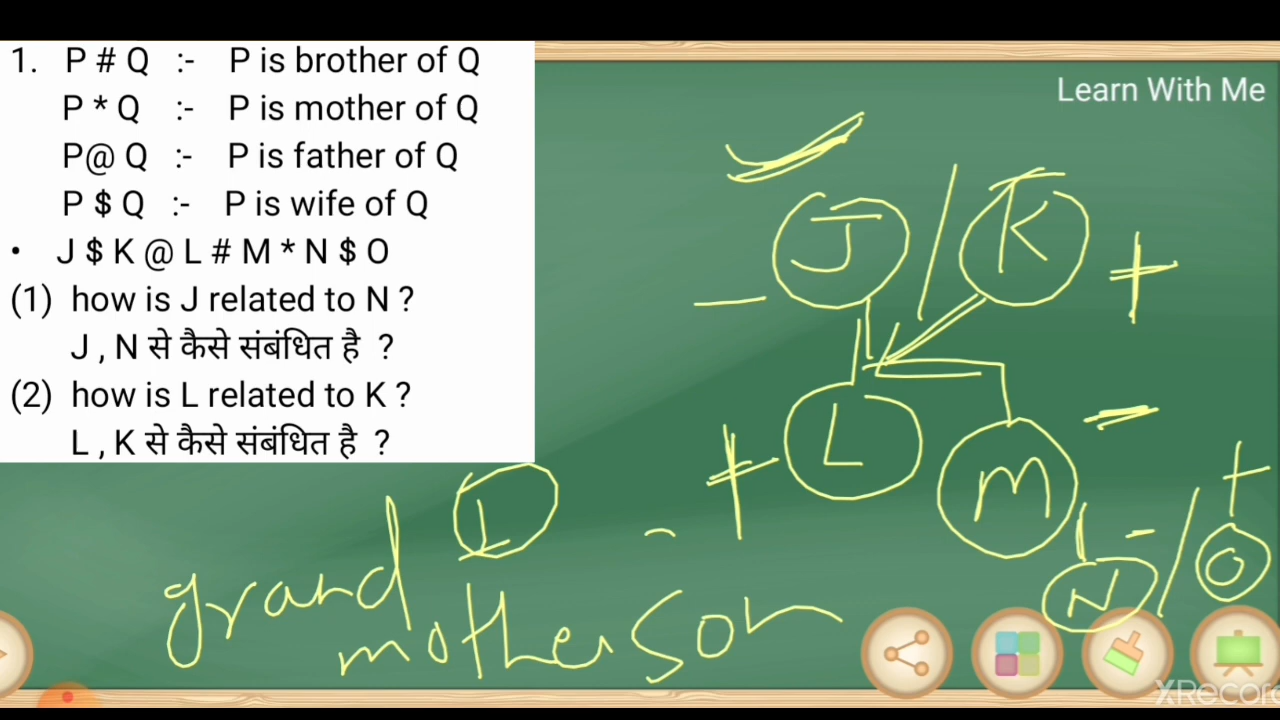 1. P # Q :- P is brother of Q
P * Q :- P is mother of Q
P@ Q :- P is father of Q
P $ Q :- P is wife of Q
• J $ K @ L # M * N $ O
(1) how is J related to N ?
J , N से कैसे संबंधित है ?
(2) how is L related to K ?
L , K से कैसे संबंधित है ?
Learn With Me
J / K
- +
L M -
+
N / O
- +
L
grand
mother son
XRecor